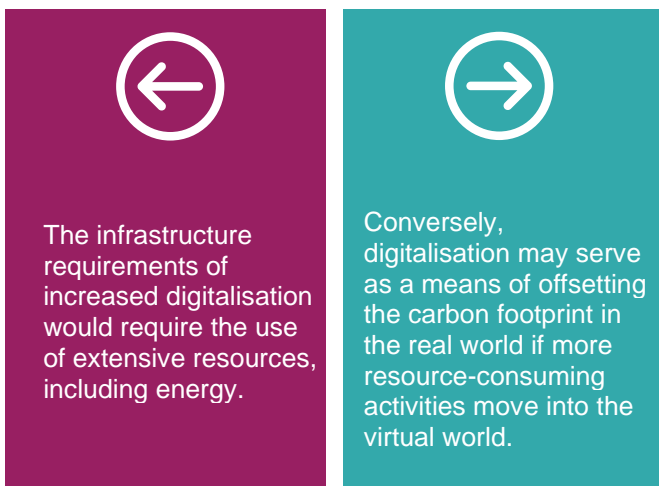 The infrastructure
requirements of
increased digitalisation
would require the use
of extensive resources,
including energy.
Conversely,
digitalisation may serve
as a means of offsetting
the carbon footprint in
the real world if more
resource-consuming
activities move into the
virtual world.